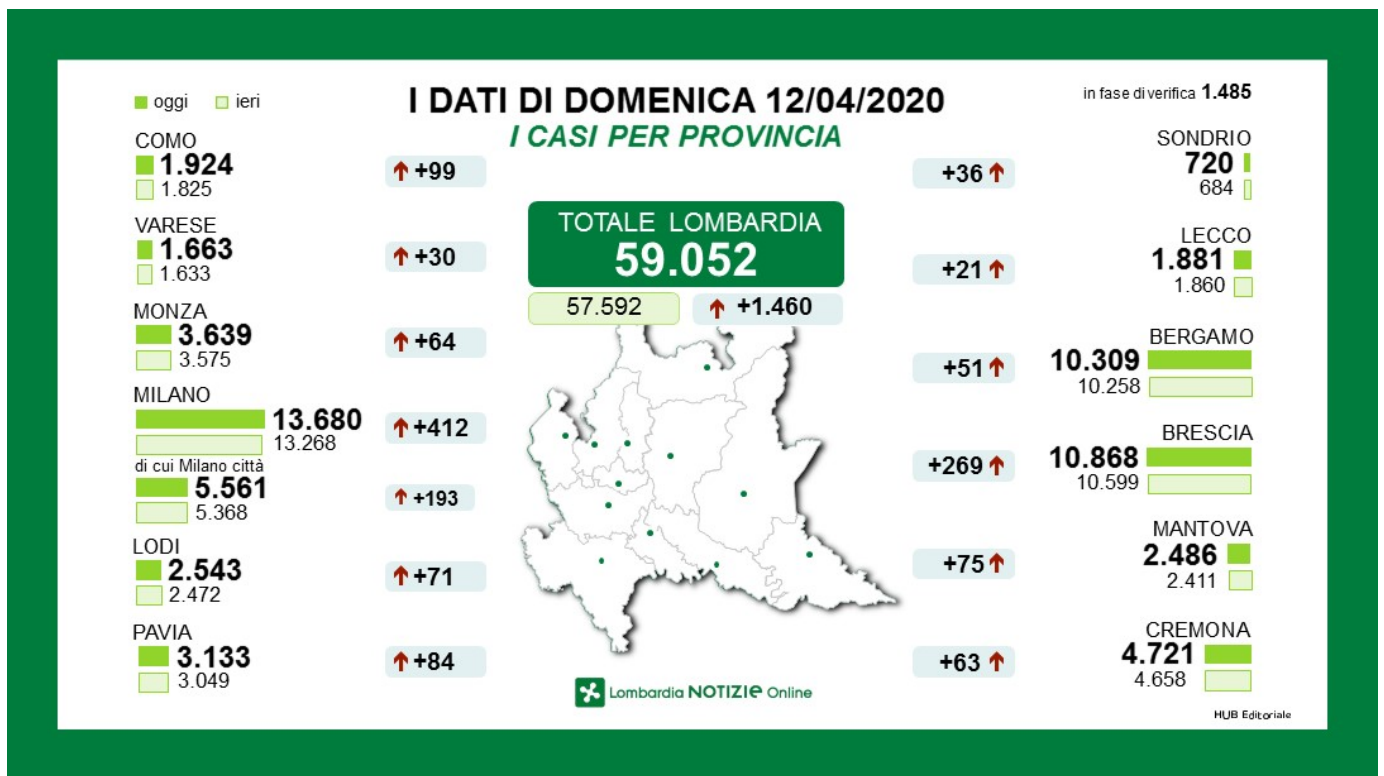 oggi ieri
I DATI DI DOMENICA 12/04/2020
I CASI PER PROVINCIA
in fase di verifica 1.485
COMO
1.924
1.825
+99
VARESE
1.663
1.633
+30
MONZA
3.639
3.575
+64
MILANO
13.680
13.268
+412
di cui Milano città
5.561
5.368
+193
LODI
2.543
2.472
+71
PAVIA
3.133
3.049
+84
TOTALE LOMBARDIA
59.052
57.592 +1.460
SONDRIO
720
684
+36
LECCO
1.881
1.860
+21
BERGAMO
10.309
10.258
+51
BRESCIA
10.868
10.599
+269
MANTOVA
2.486
2.411
+75
CREMONA
4.721
4.658
+63
Lombardia NOTIZIe Online
HUB Editoriale